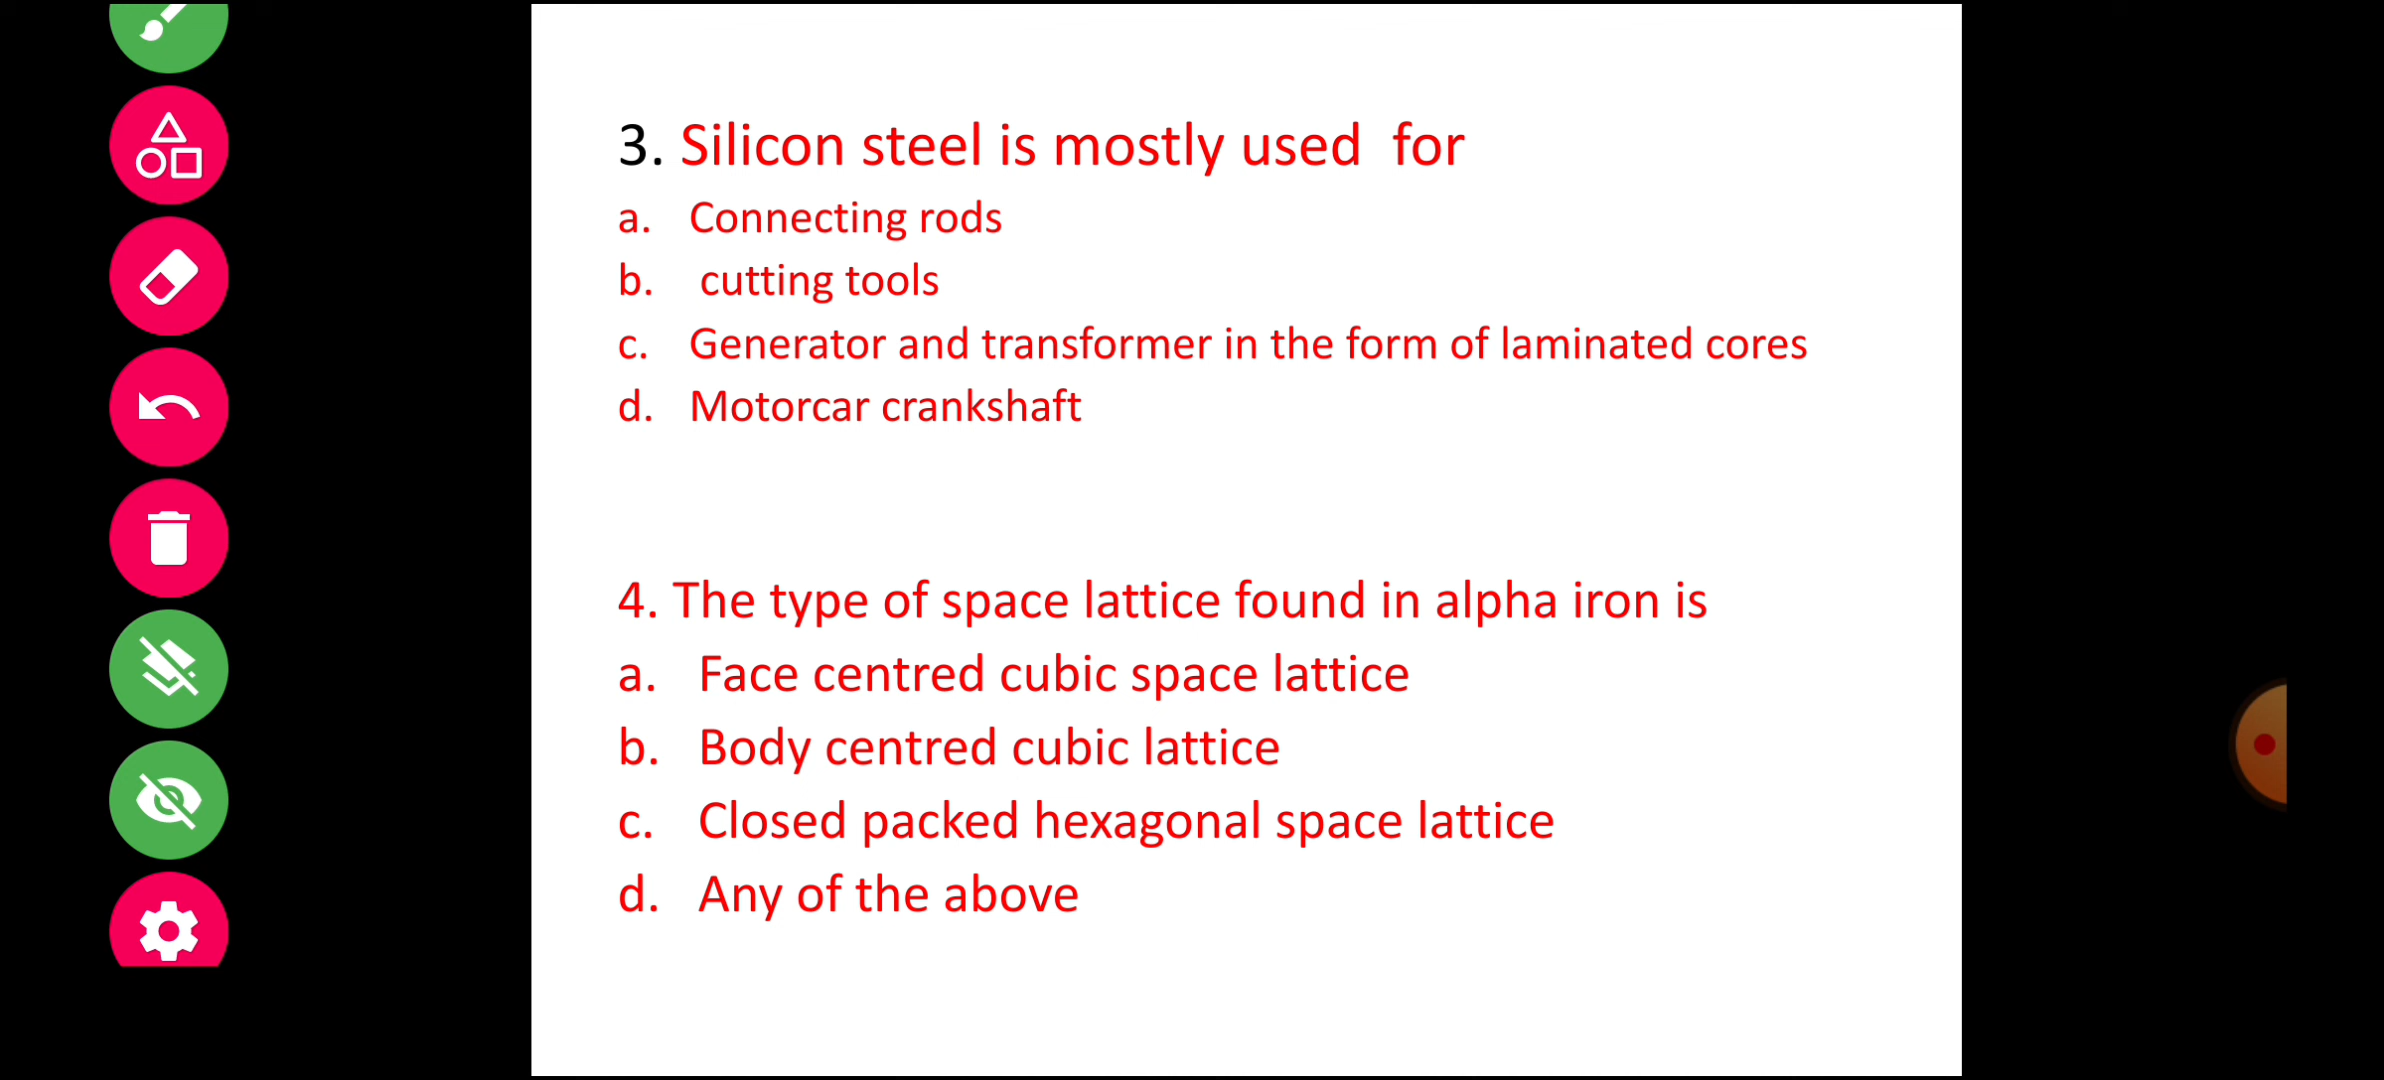 3. Silicon steel is mostly used for
a. Connecting rods
b. cutting tools
c. Generator and transformer in the form of laminated cores
d. Motorcar crankshaft
4. The type of space lattice found in alpha iron is
a. Face centred cubic space lattice
b. Body centred cubic lattice
c. Closed packed hexagonal space lattice
d. Any of the above